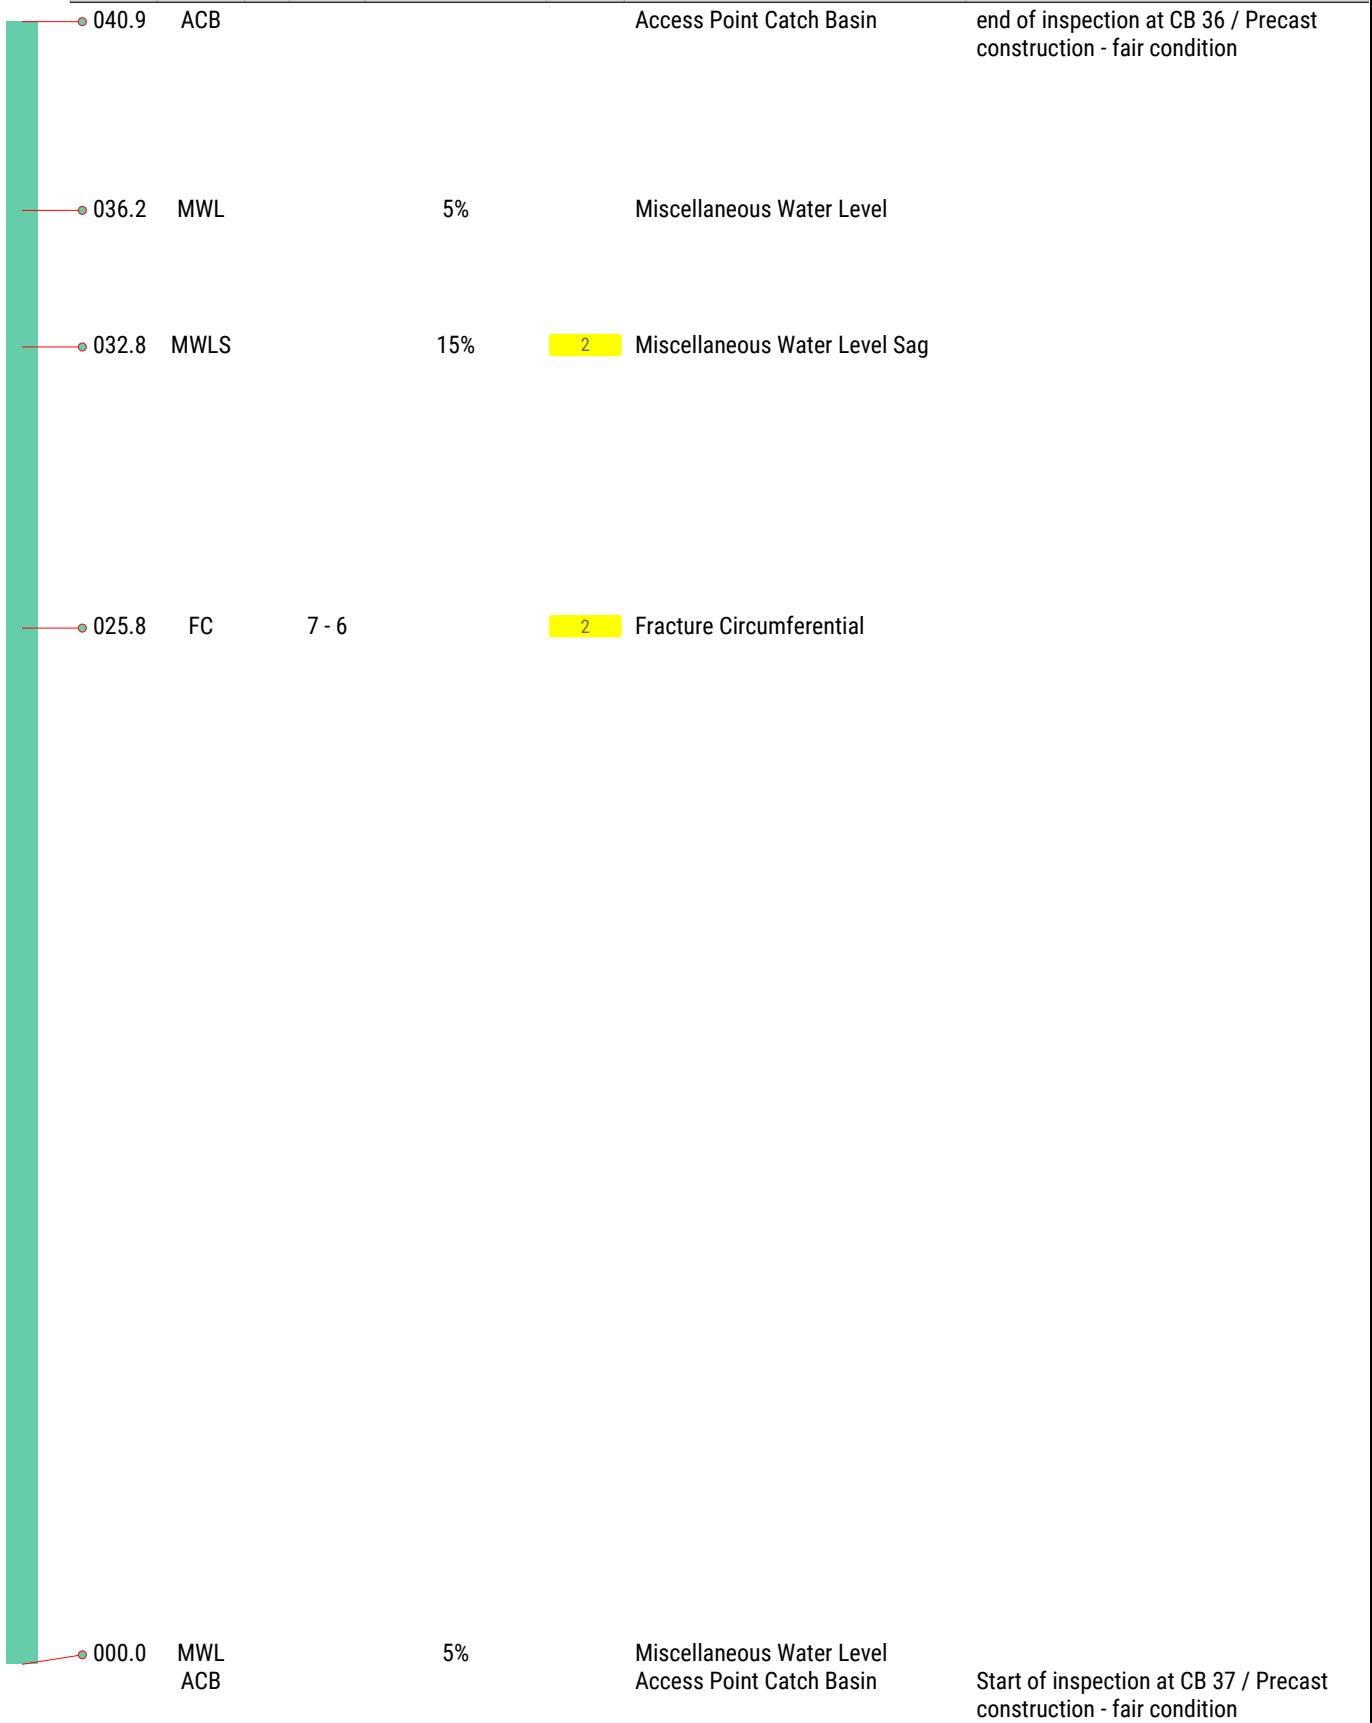 040.9 ACB Access Point Catch Basin end of inspection at CB 36 / Precast
construction - fair condition
036.2 MWL 5% Miscellaneous Water Level
032.8 MWLS 15% 2 Miscellaneous Water Level Sag
025.8 FC 7 - 6 2 Fracture Circumferential
000.0 MWL 5% Miscellaneous Water Level
ACB Access Point Catch Basin Start of inspection at CB 37 / Precast
construction - fair condition